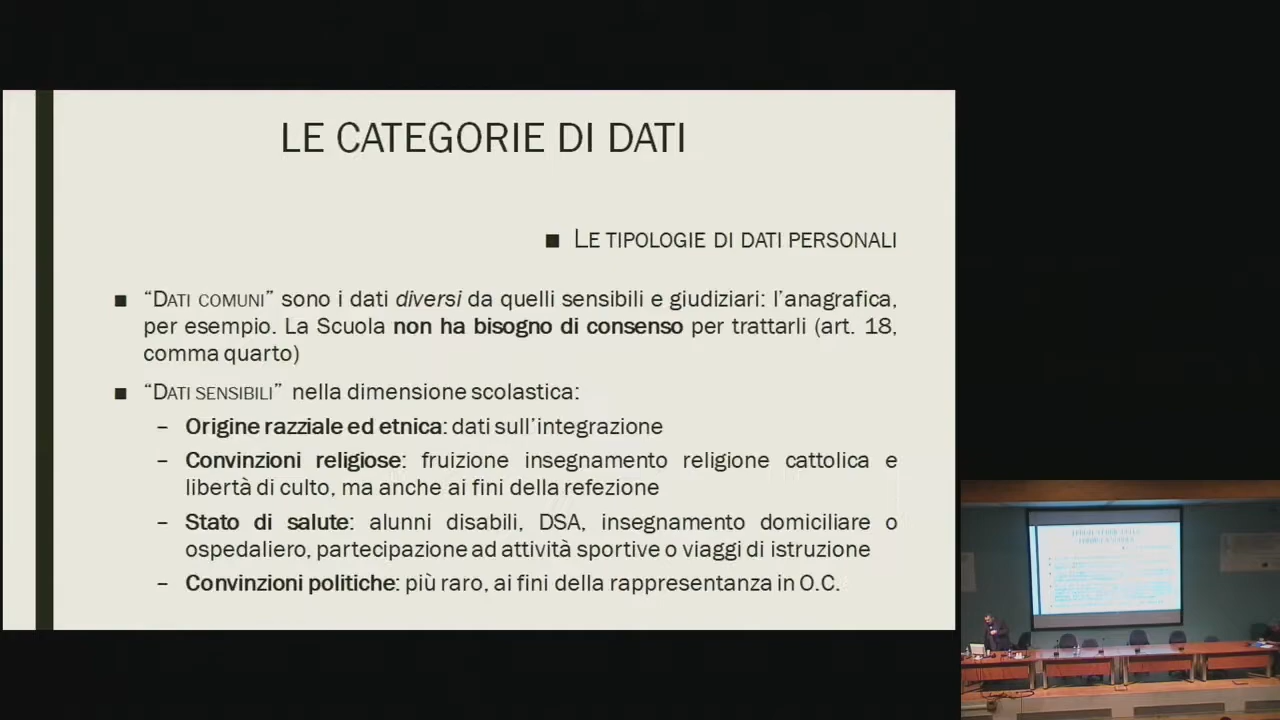 LE CATEGORIE DI DATI
■ LE TIPOLOGIE DI DATI PERSONALI
■ “DATI COMUNI” sono i dati diversi da quelli sensibili e giudiziari: l’anagrafica,
per esempio. La Scuola non ha bisogno di consenso per trattarli (art. 18,
comma quarto)
■ “DATI SENSIBILI” nella dimensione scolastica:
– Origine razziale ed etnica: dati sull’integrazione
– Convinzioni religiose: fruizione insegnamento religione cattolica e
libertà di culto, ma anche ai fini della refezione
– Stato di salute: alunni disabili, DSA, insegnamento domiciliare o
ospedaliero, partecipazione ad attività sportive o viaggi di istruzione
– Convinzioni politiche: più raro, ai fini della rappresentanza in O.C.